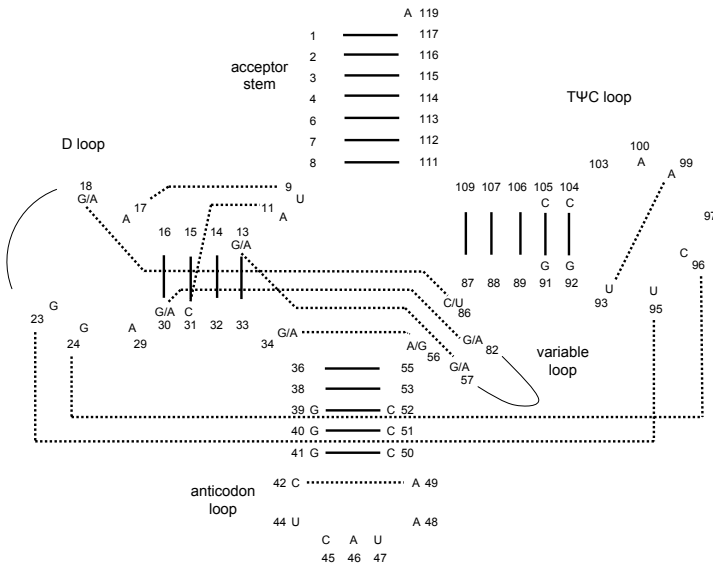 A 119
1 117
2 116
acceptor
stem
3 115
4 114
TΨC loop
6 113
7 112
D loop
8 111
100
A
103
A 99
18
G/A
9
U
109 107 106 105 104
C C
A 17
11 A
97
16 15 14 13
G/A
C
96
G G
87 88 89 91 92
U
93
U
95
C/U
86
G/A C
30 31 32 33
G
23
G
24
A
29
G/A
34
A/G
56
G/A
82
G/A
57
variable
loop
36 55
38 53
39 G C 52
40 G C 51
41 G C 50
42 C A 49
anticodon
loop
44 U A 48
C A U
45 46 47